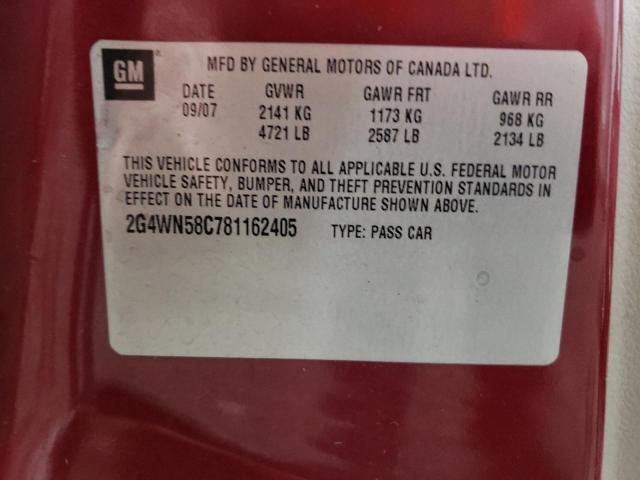 GM
MFD BY GENERAL MOTORS OF CANADA LTD.
DATE GVWR GAWR FRT GAWR RR
09/07 2141 KG 1173 KG 968 KG
4721 LB 2587 LB 2134 LB
THIS VEHICLE CONFORMS TO ALL APPLICABLE U.S. FEDERAL MOTOR
VEHICLE SAFETY, BUMPER, AND THEFT PREVENTION STANDARDS IN
EFFECT ON THE DATE OF MANUFACTURE SHOWN ABOVE.
2G4WN58C781162405 TYPE: PASS CAR